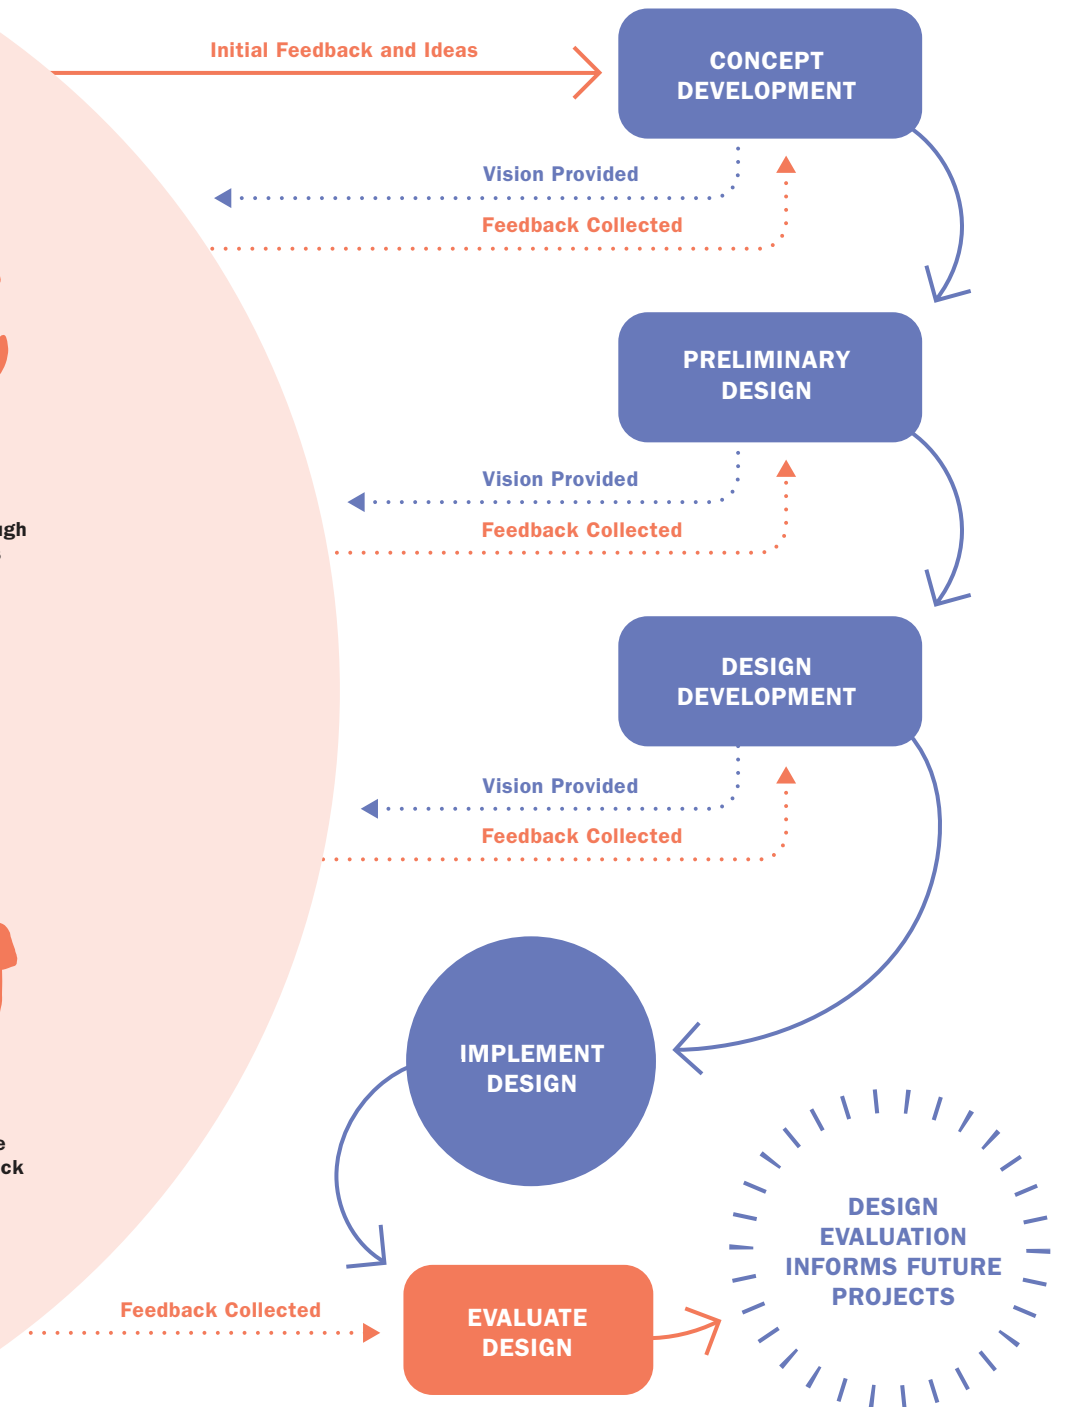 Initial Feedback and Ideas
CONCEPT
DEVELOPMENT
Vision Provided
Feedback Collected
PRELIMINARY
DESIGN
Vision Provided
Feedback Collected
DESIGN
DEVELOPMENT
Vision Provided
Feedback Collected
IMPLEMENT
DESIGN
DESIGN
EVALUATION
INFORMS FUTURE
PROJECTS
Feedback Collected
EVALUATE
DESIGN